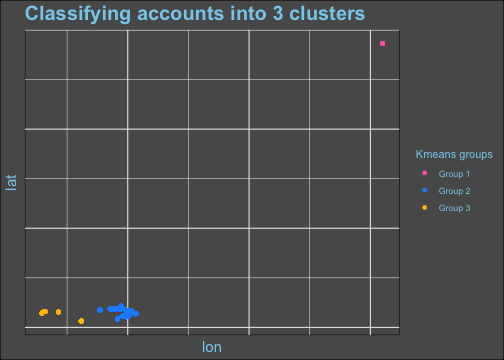 Classifying accounts into 3 clusters
lat
lon
Kmeans groups
Group 1
Group 2
Group 3